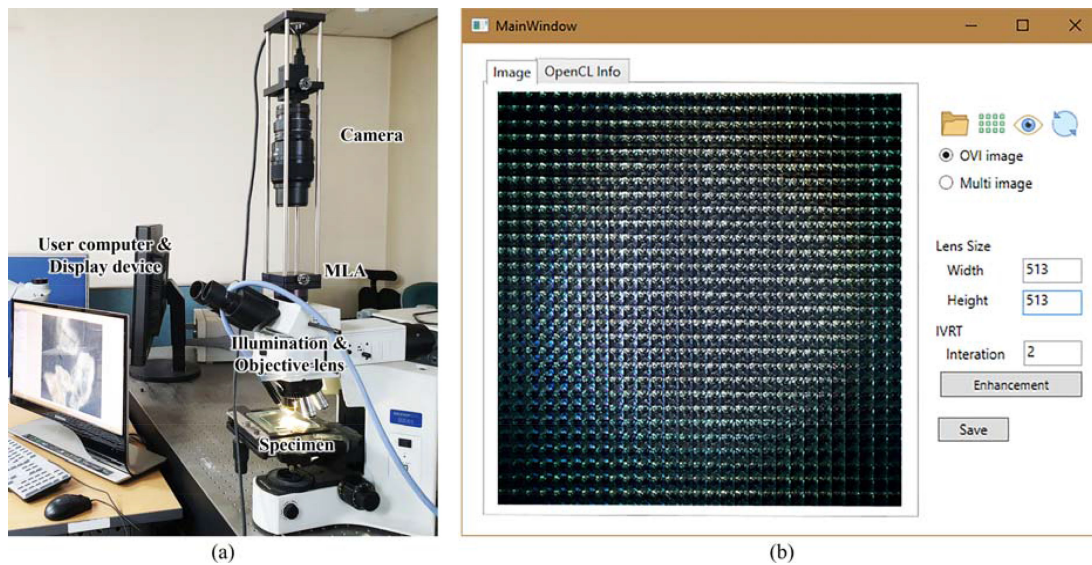 Camera
User computer &
Display device
MLA
Illumination &
Objective lens
Specimen
(a)
MainWindow
Image
OpenCL Info
OVI image
Multi image
Lens Size
Width
513
Height
513
IVRT
Interation
2
Enhancement
Save
(b)